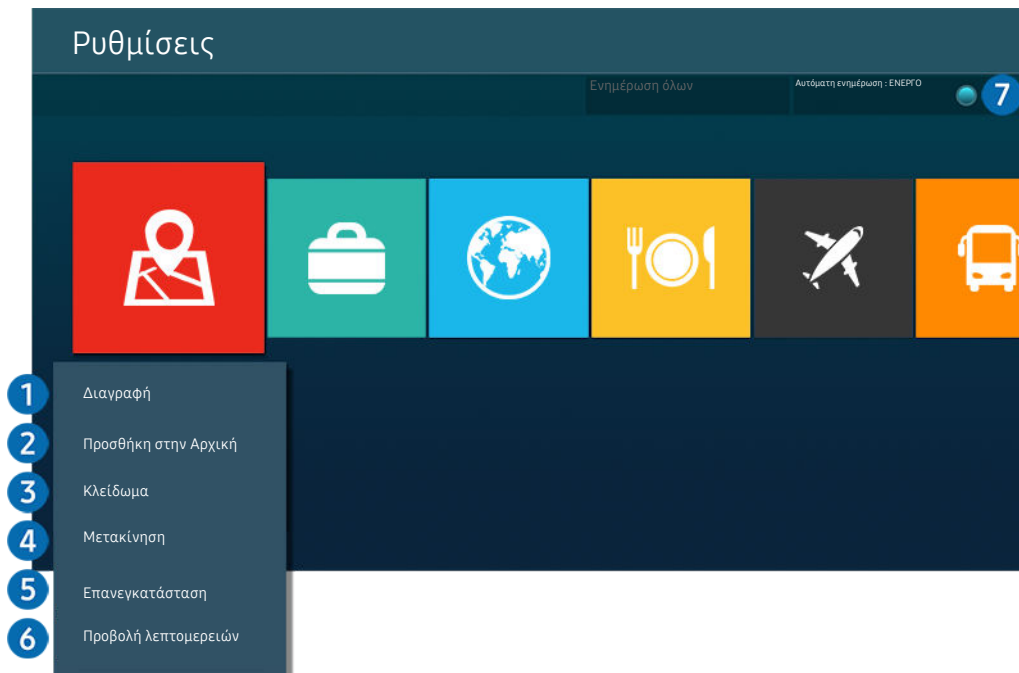 Ρυθμίσεις
Ενημέρωση όλων
Αυτόματη ενημέρωση : ΕΝΕΡΓΟ
7
1 Διαγραφή
2 Προσθήκη στην Αρχική
3 Κλείδωμα
4 Μετακίνηση
5 Επανεγκατάσταση
6 Προβολή λεπτομερειών